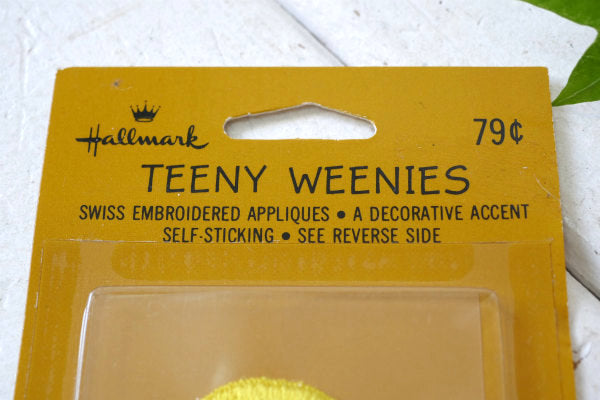 Hallmark
79¢
TEENY WEENIES
SWISS EMBROIDERED APPLIQUES • A DECORATIVE ACCENT
SELF-STICKING • SEE REVERSE SIDE